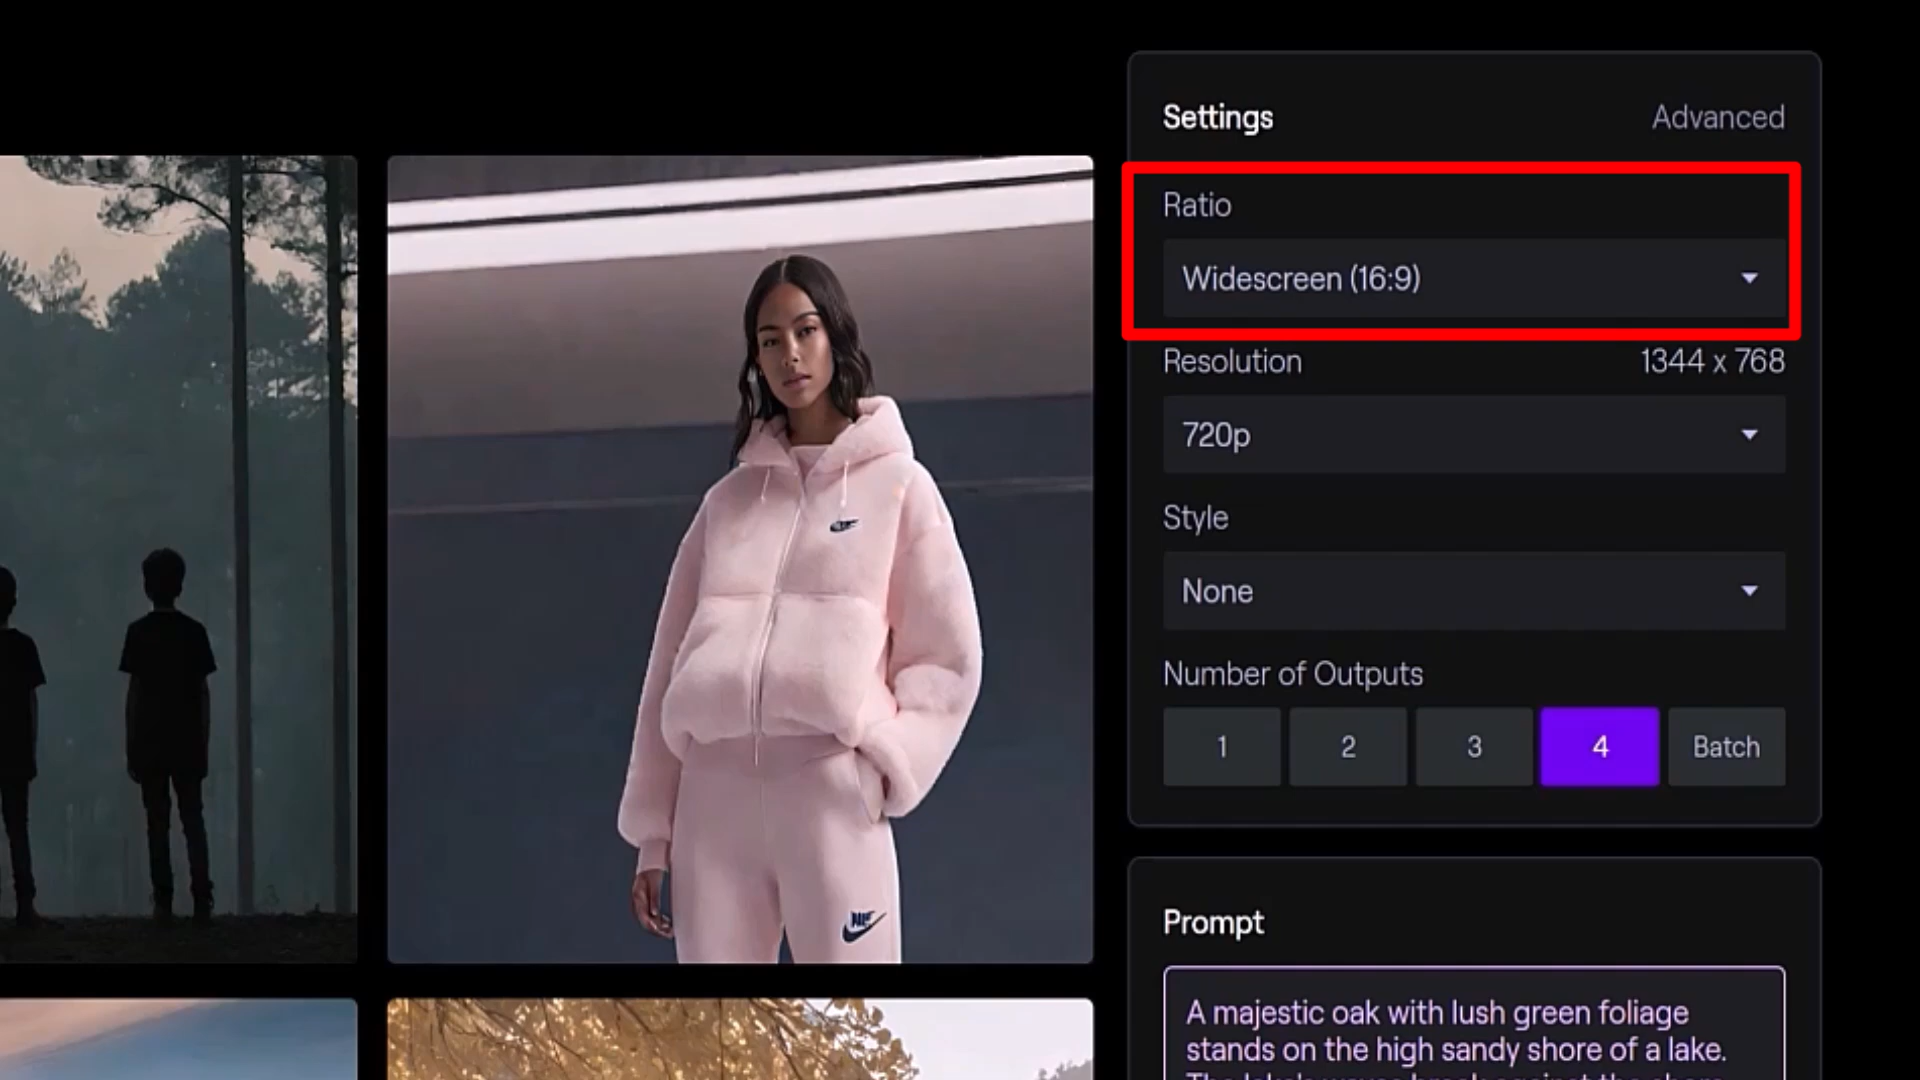 Settings
Advanced
Ratio
Widescreen (16:9)
Resolution
1344 x 768
720p
Style
None
Number of Outputs
1
2
3
4
Batch
Prompt
A majestic oak with lush green foliage
stands on the high sandy shore of a lake.